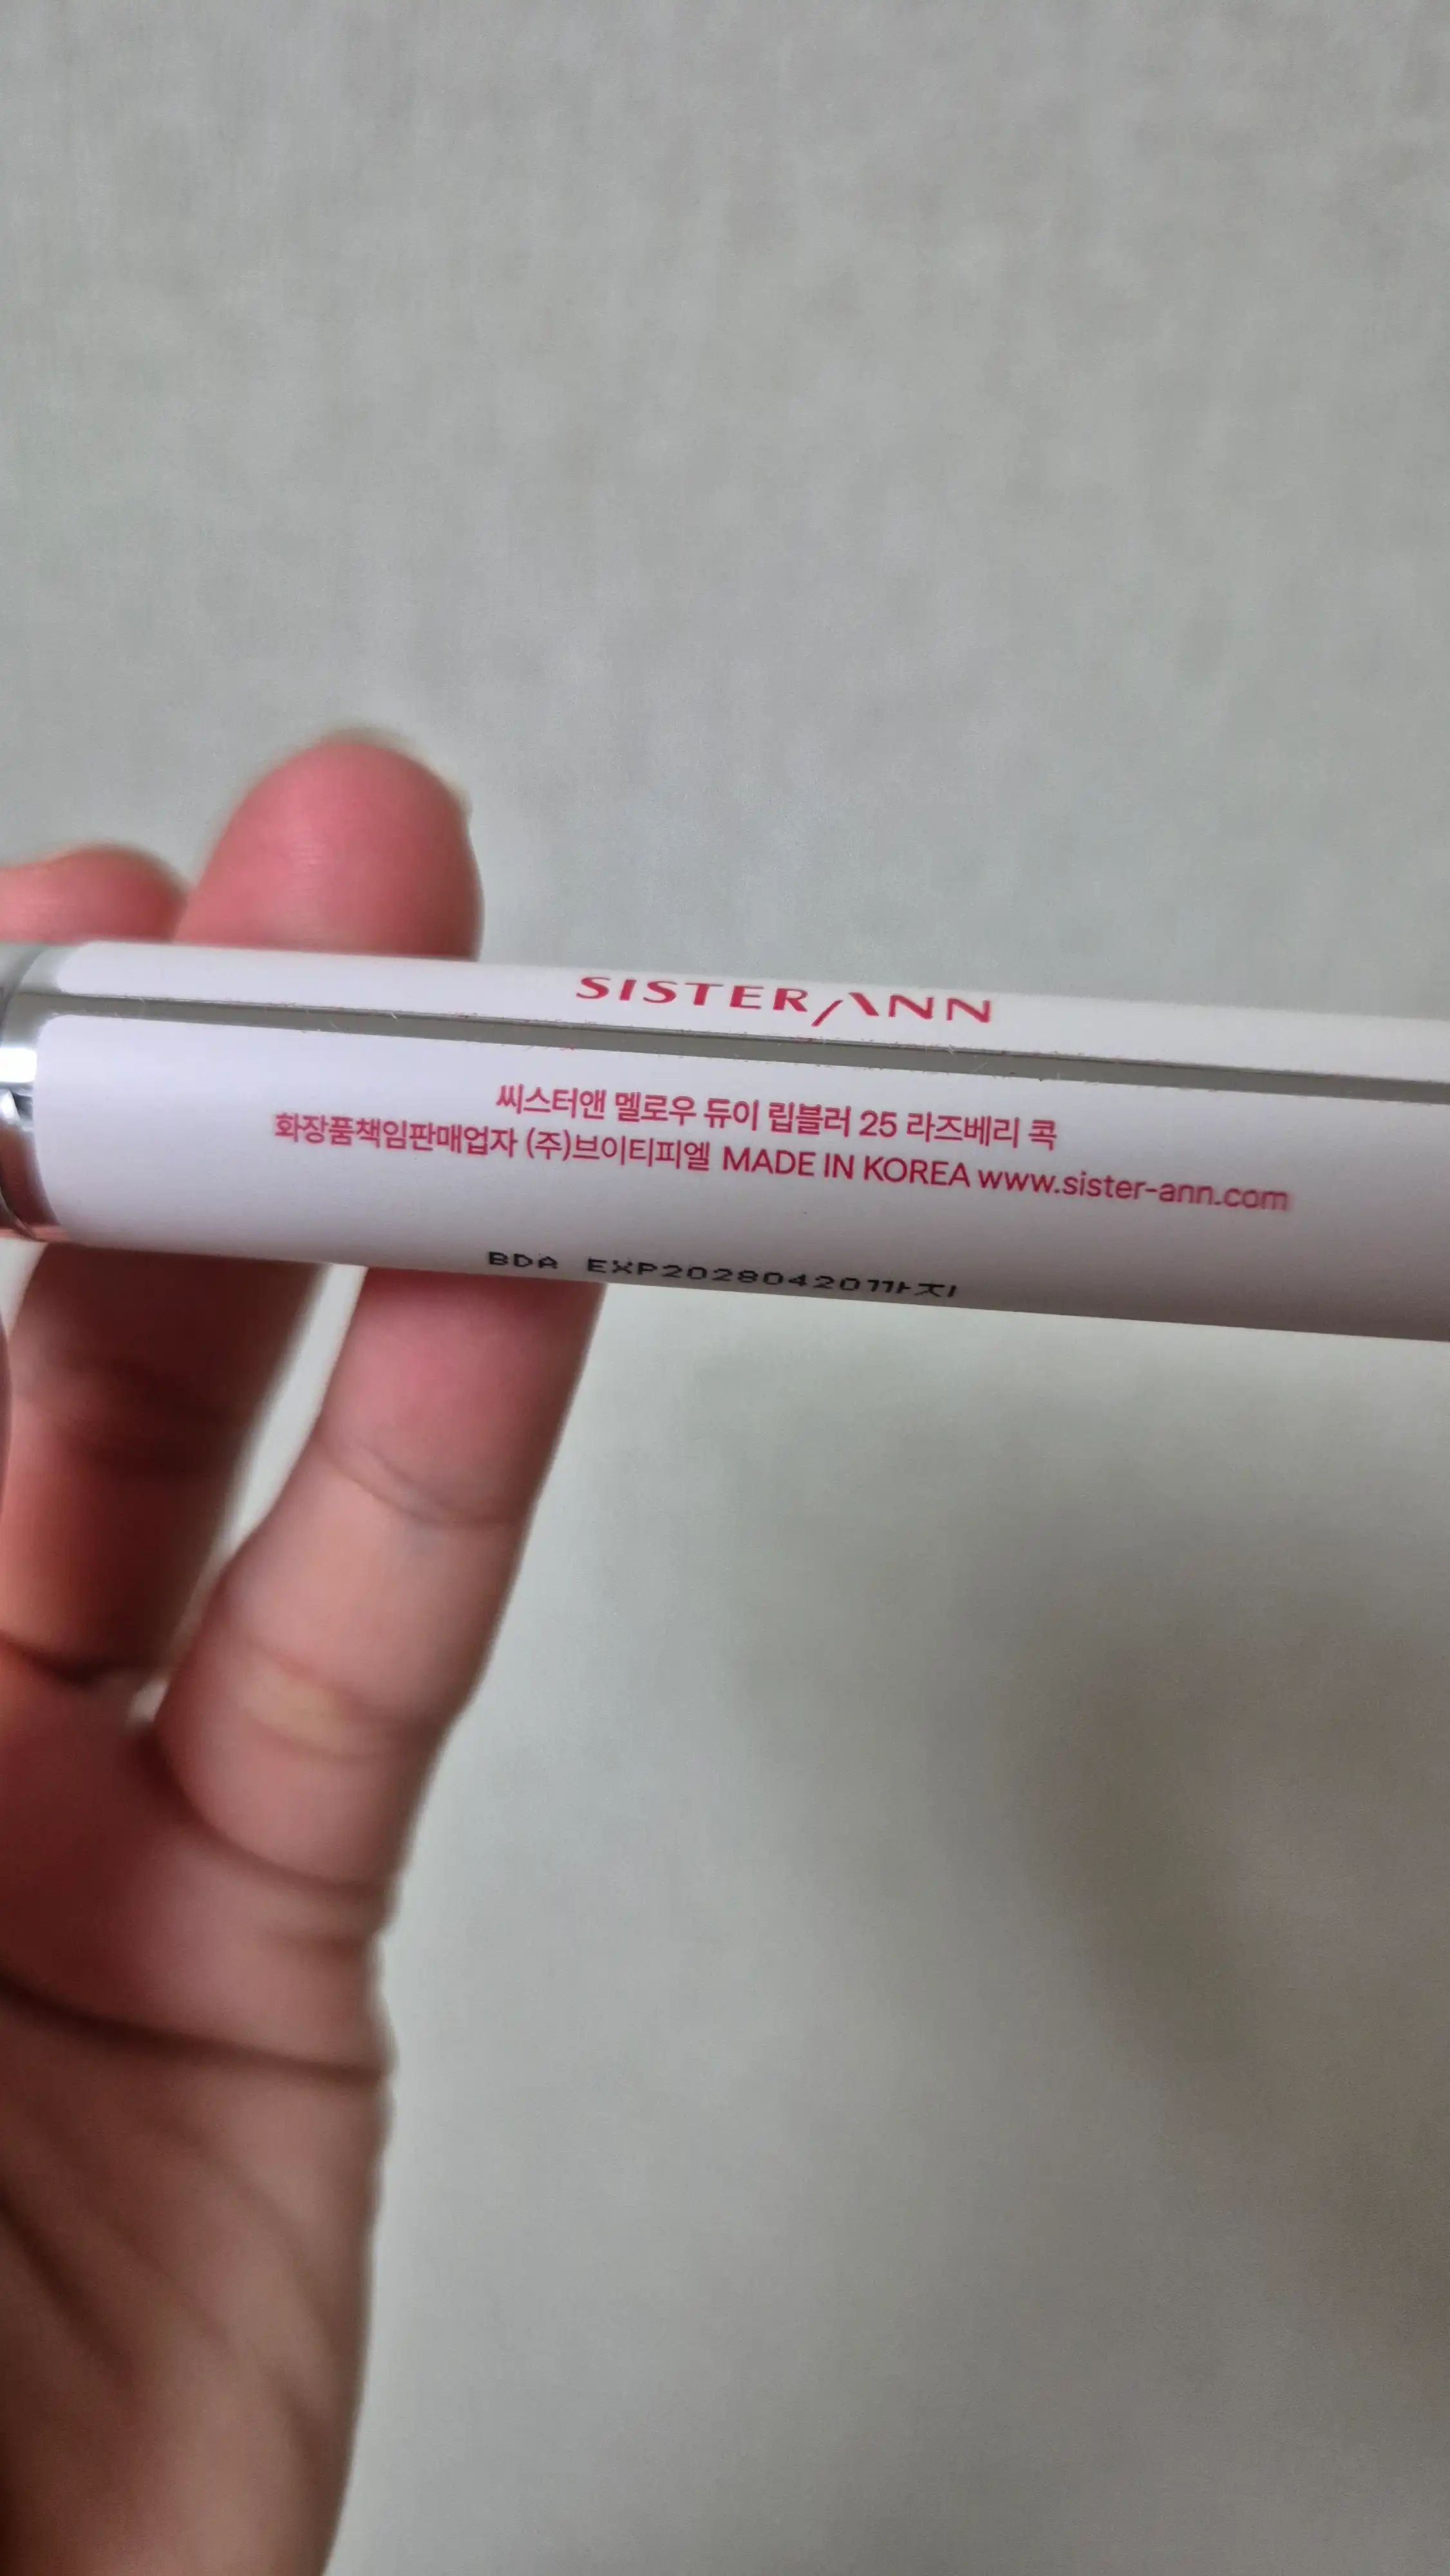 SISTER/ANN
씨스터앤 멜로우 듀이 립블러 25 라즈베리 콕
화장품책임판매업자 (주)브이티피엘 MADE IN KOREA www.sister-ann.com
BDA EXP20280420까지